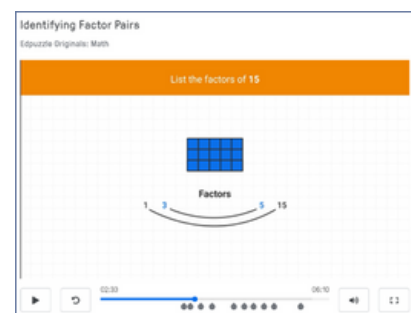 Identifying Factor Pairs
Edpuzzle Originals: Math
List the factors of 15
Factors
1 3 5 15
02:33 06:10